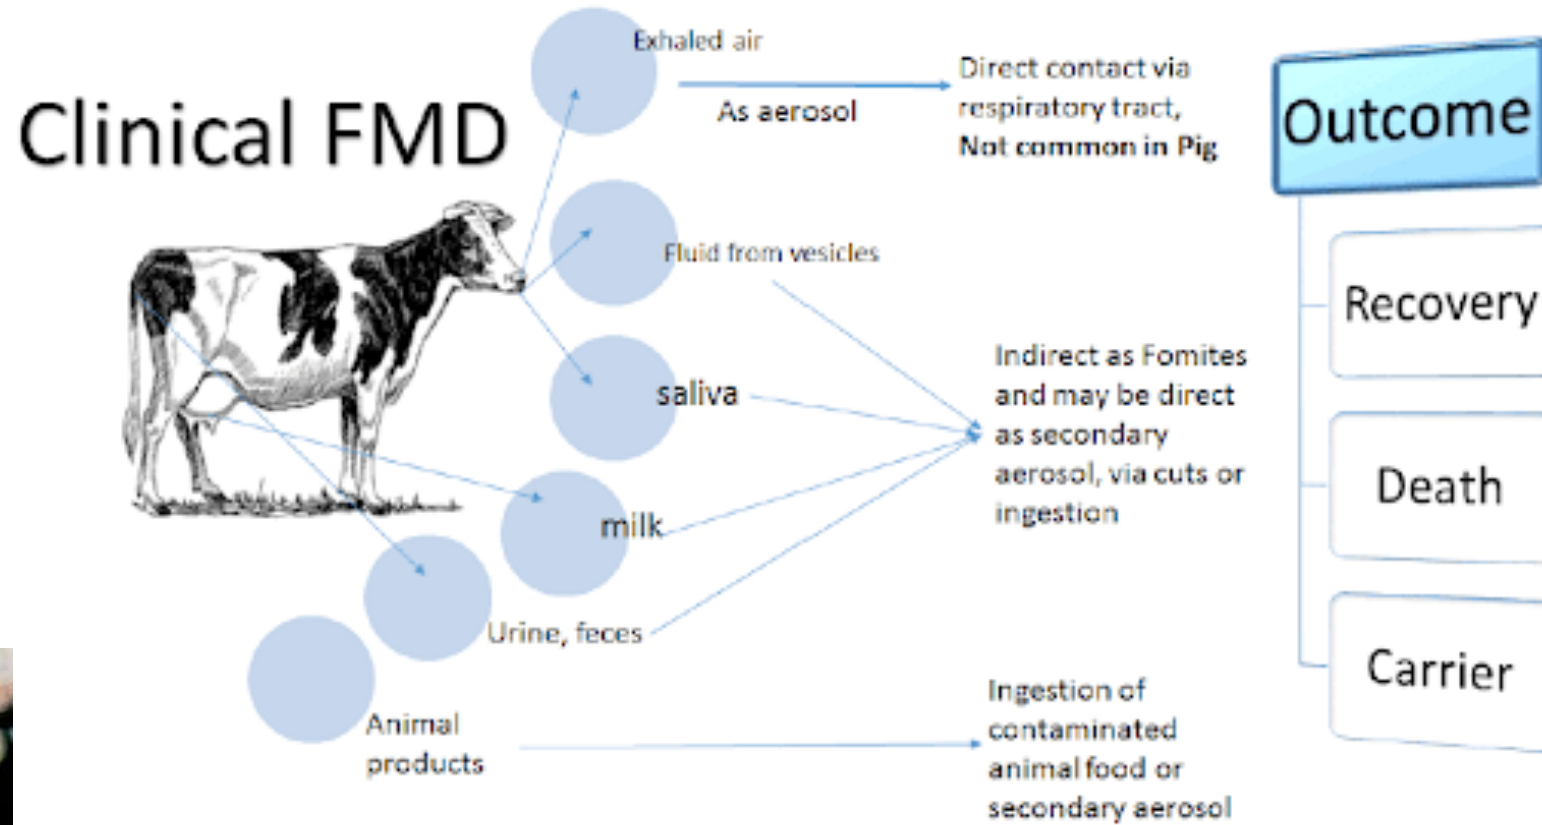 Clinical FMD
Exhaled air
As aerosol
Direct contact via
respiratory tract,
Not common in Pig
Fluid from vesicles
saliva
milk
Urine, feces
Indirect as Fomites
and may be direct
as secondary
aerosol, via cuts or
ingestion
Animal
products
Ingestion of
contaminated
animal food or
secondary aerosol
Outcome
Recovery
Death
Carrier